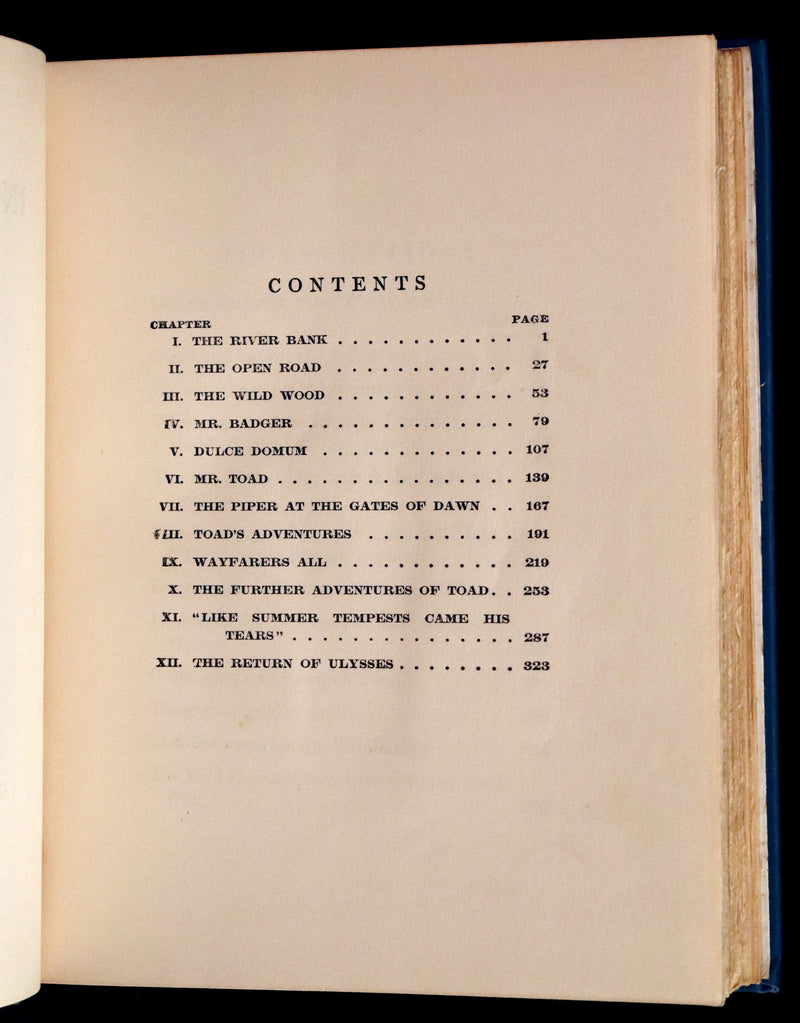 CONTENTS
CHAPTER PAGE
I. THE RIVER BANK . . . . . . . . . . . . 1
II. THE OPEN ROAD . . . . . . . . . . . . 27
III. THE WILD WOOD . . . . . . . . . . . . 53
IV. MR. BADGER . . . . . . . . . . . . . . 79
V. DULCE DOMUM . . . . . . . . . . . . . 107
VI. MR. TOAD . . . . . . . . . . . . . . . . 139
VII. THE PIPER AT THE GATES OF DAWN . . 167
VIII. TOAD'S ADVENTURES . . . . . . . . . . 191
IX. WAYFARERS ALL . . . . . . . . . . . . 219
X. THE FURTHER ADVENTURES OF TOAD . . 253
XI. "LIKE SUMMER TEMPESTS CAME HIS
TEARS" . . . . . . . . . . . . . . . 287
XII. THE RETURN OF ULYSSES . . . . . . . . 323